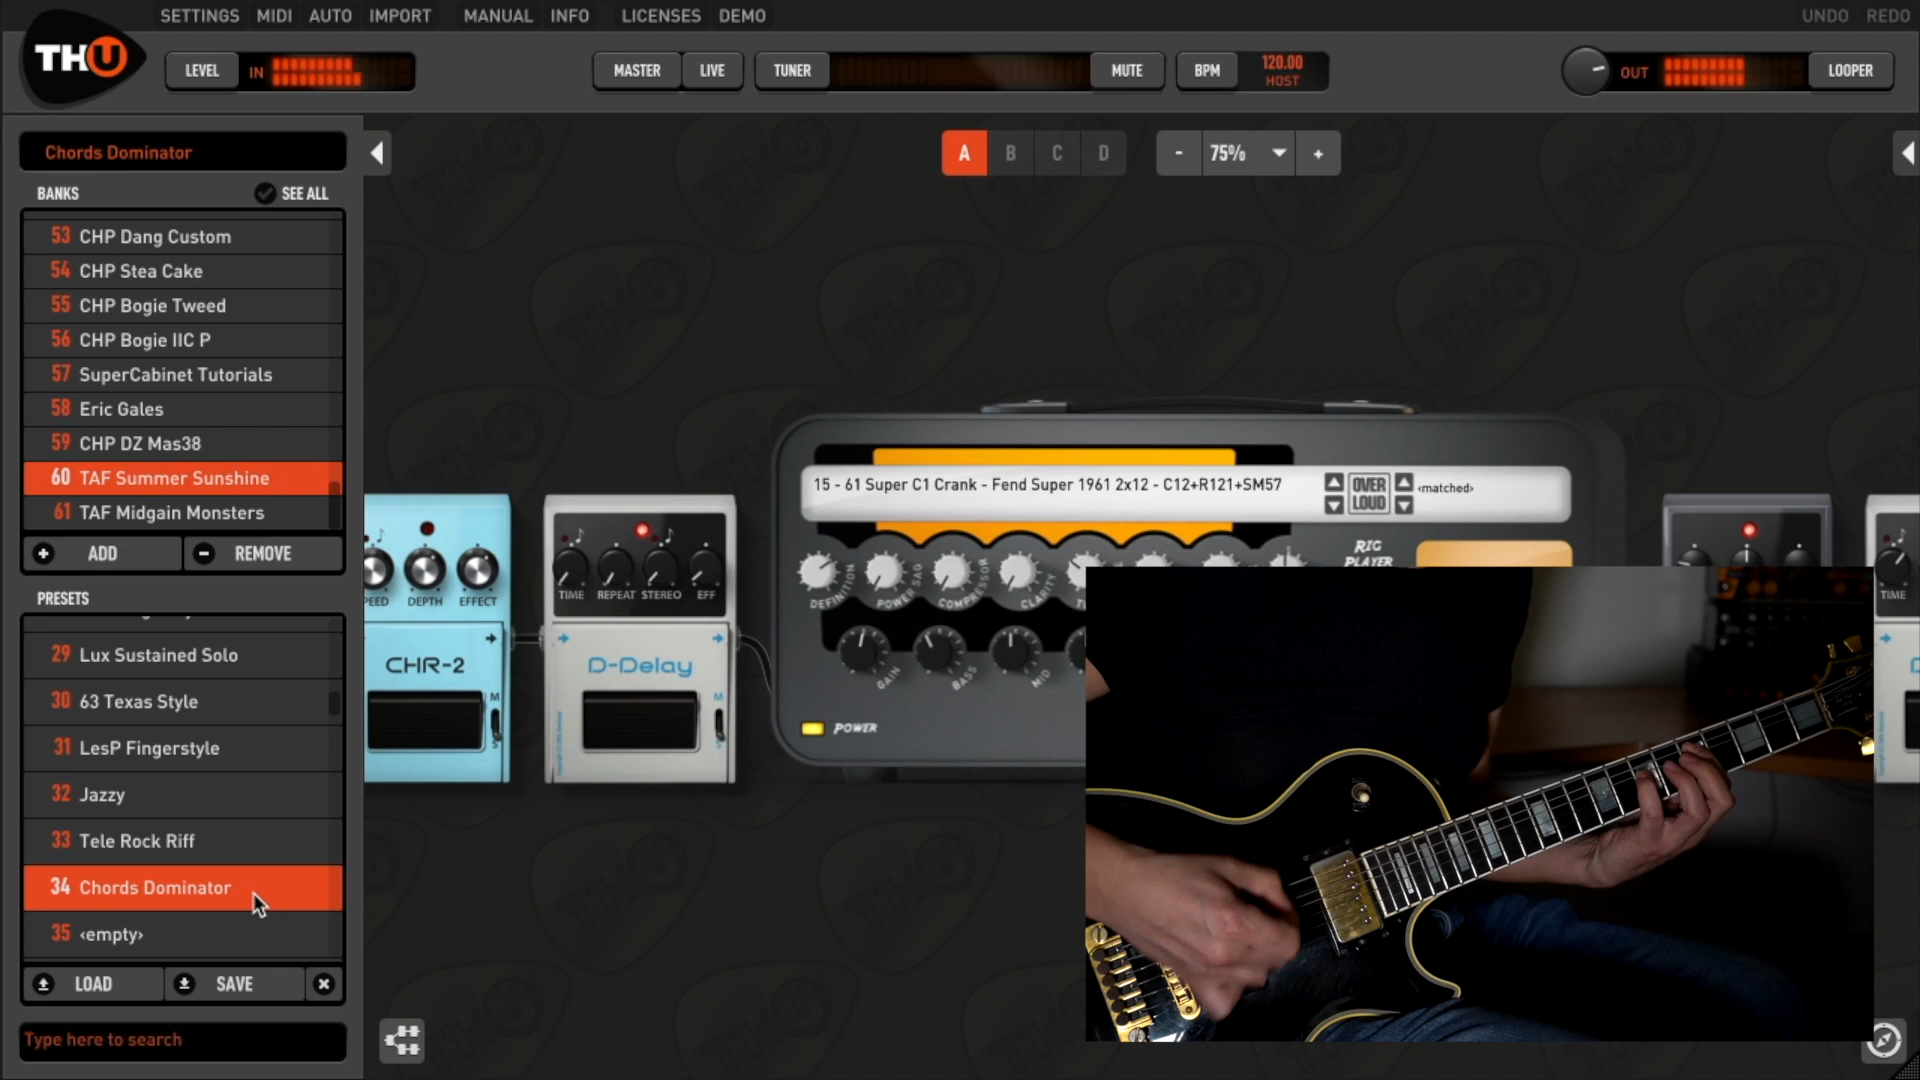 SETTINGS MIDI AUTO IMPORT MANUAL INFO LICENSES DEMO UNDO REDO
THU LEVEL IN MASTER LIVE TUNER MUTE BPM 120.00 HOST OUT LOOPER
Chords Dominator
A B C D - 75% +
BANKS SEE ALL
53 CHP Dang Custom
54 CHP Stea Cake
55 CHP Bogie Tweed
56 CHP Bogie IIC P
57 SuperCabinet Tutorials
58 Eric Gales
59 CHP DZ Mas38
60 TAF Summer Sunshine
61 TAF Midgain Monsters
+ ADD - REMOVE
PRESETS
29 Lux Sustained Solo
30 63 Texas Style
31 LesP Fingerstyle
32 Jazzy
33 Tele Rock Riff
34 Chords Dominator
35 ‹empty›
LOAD SAVE
Type here to search
DEPTH EFFECT
CHR-2
M
TIME REPEAT STEREO EFF
D-Delay
M
15 - 61 Super C1 Crank - Fend Super 1961 2x12 - C12+R121+SM57
OVER LOUD
‹matched›
RIG PLAYER
DEFINITION POWER SAG COMPRESSOR CLARITY
GAIN BASS MID
POWER
TIME